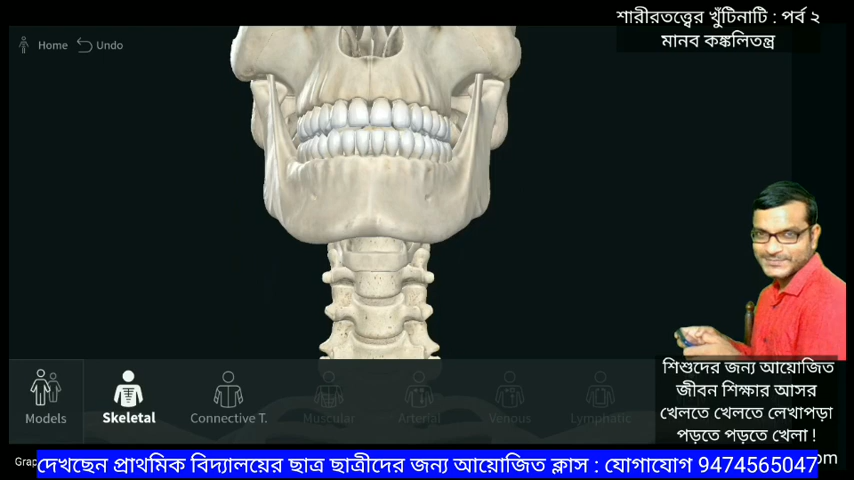 শারীরতত্ত্বের খুঁটিনাটি : পর্ব ২
মানব কঙ্কালতন্ত্র
Home Undo
শিশুদের জন্য আয়োজিত
জীবন শিক্ষার আসর
খেলতে খেলতে লেখাপড়া
পড়তে পড়তে খেলা !
Models Skeletal Connective T. Muscular Arterial Venous Lymphatic
দেখছেন প্রাথমিক বিদ্যালয়ের ছাত্র ছাত্রীদের জন্য আয়োজিত ক্লাস : যোগাযোগ 9474565047